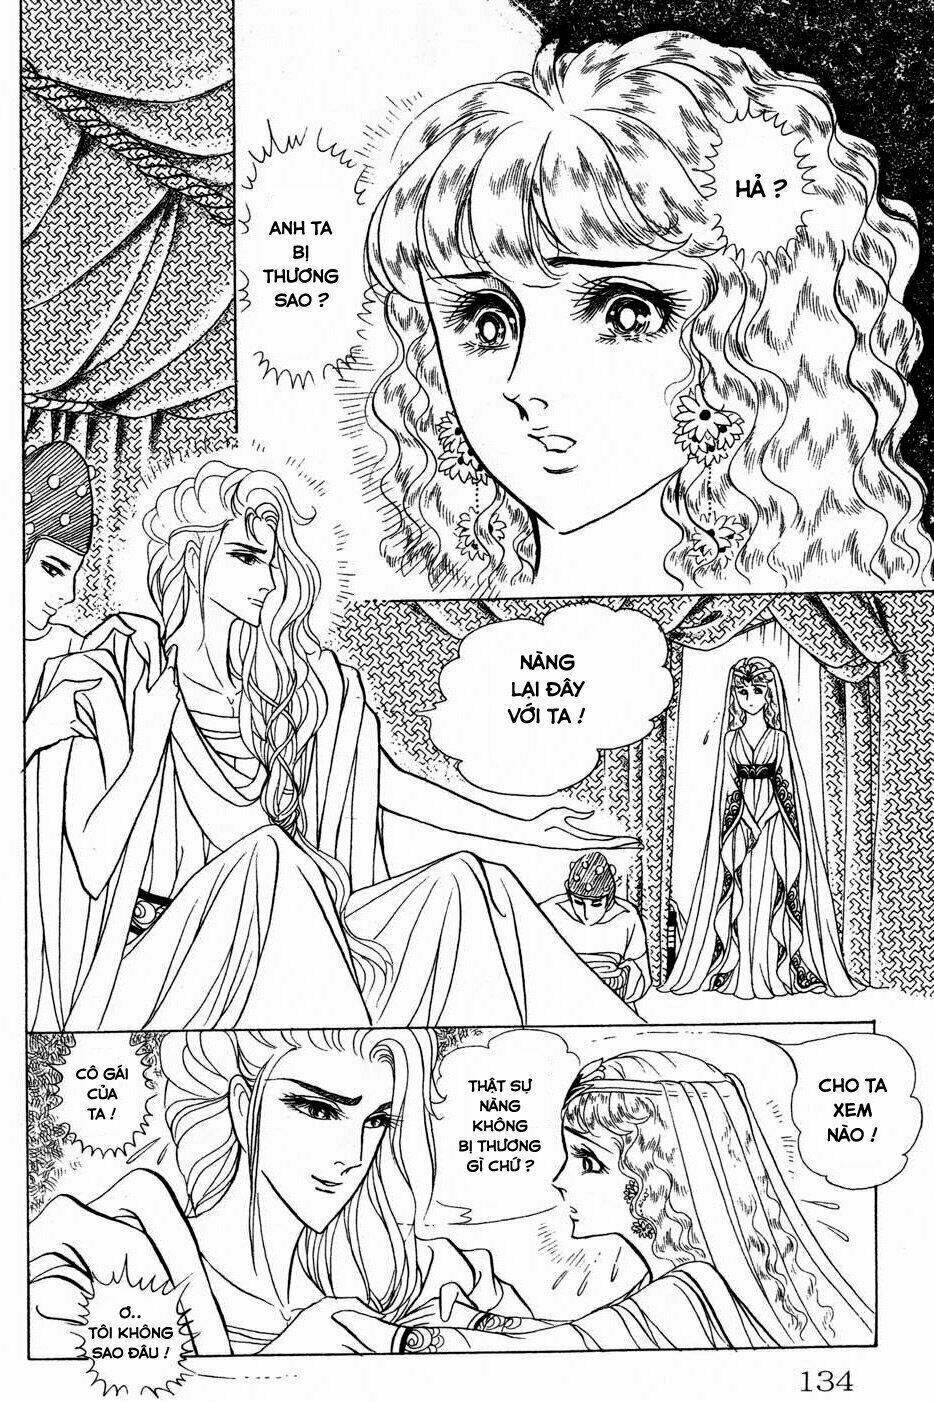 HẢ ?
ANH TA
BỊ
THƯƠNG
SAO ?
NÀNG
LẠI ĐÂY
VỚI TA !
CÔ GÁI
CỦA
TA !
THẬT SỰ
NÀNG
KHÔNG
BỊ THƯƠNG
GÌ CHỨ ?
CHO TA
XEM
NÀO !
Ơ..
TÔI KHÔNG
SAO ĐÂU !
134